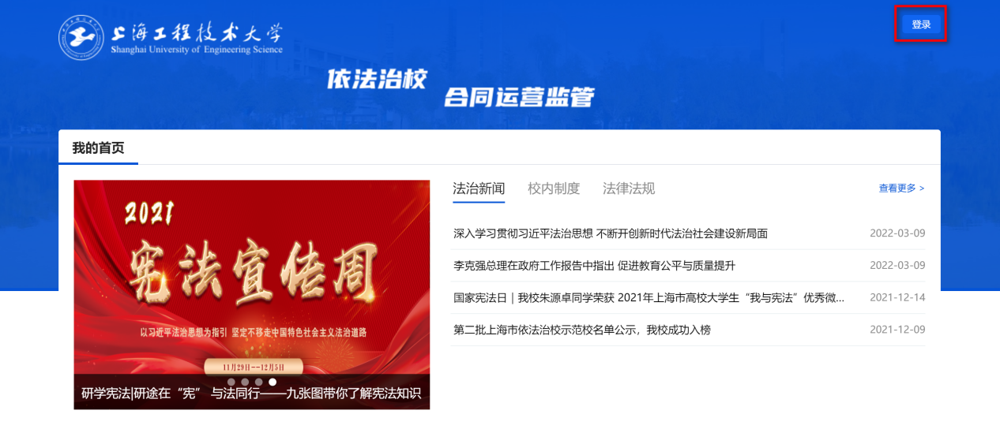 上海工程技术大学
Shanghai University of Engineering Science
登录
依法治校
合同运营监管
我的首页
2021
宪法宣传周
以习近平法治思想为指引 坚定不移走中国特色社会主义法治道路
11月29日--12月5日
研学宪法|研途在“宪” 与法同行——九张图带你了解宪法知识
法治新闻 校内制度 法律法规 查看更多 >
深入学习贯彻习近平法治思想 不断开创新时代法治社会建设新局面 2022-03-09
李克强总理在政府工作报告中指出 促进教育公平与质量提升 2022-03-09
国家宪法日 | 我校朱源卓同学荣获 2021年上海市高校大学生“我与宪法”优秀微... 2021-12-14
第二批上海市依法治校示范校名单公示，我校成功入榜 2021-12-09